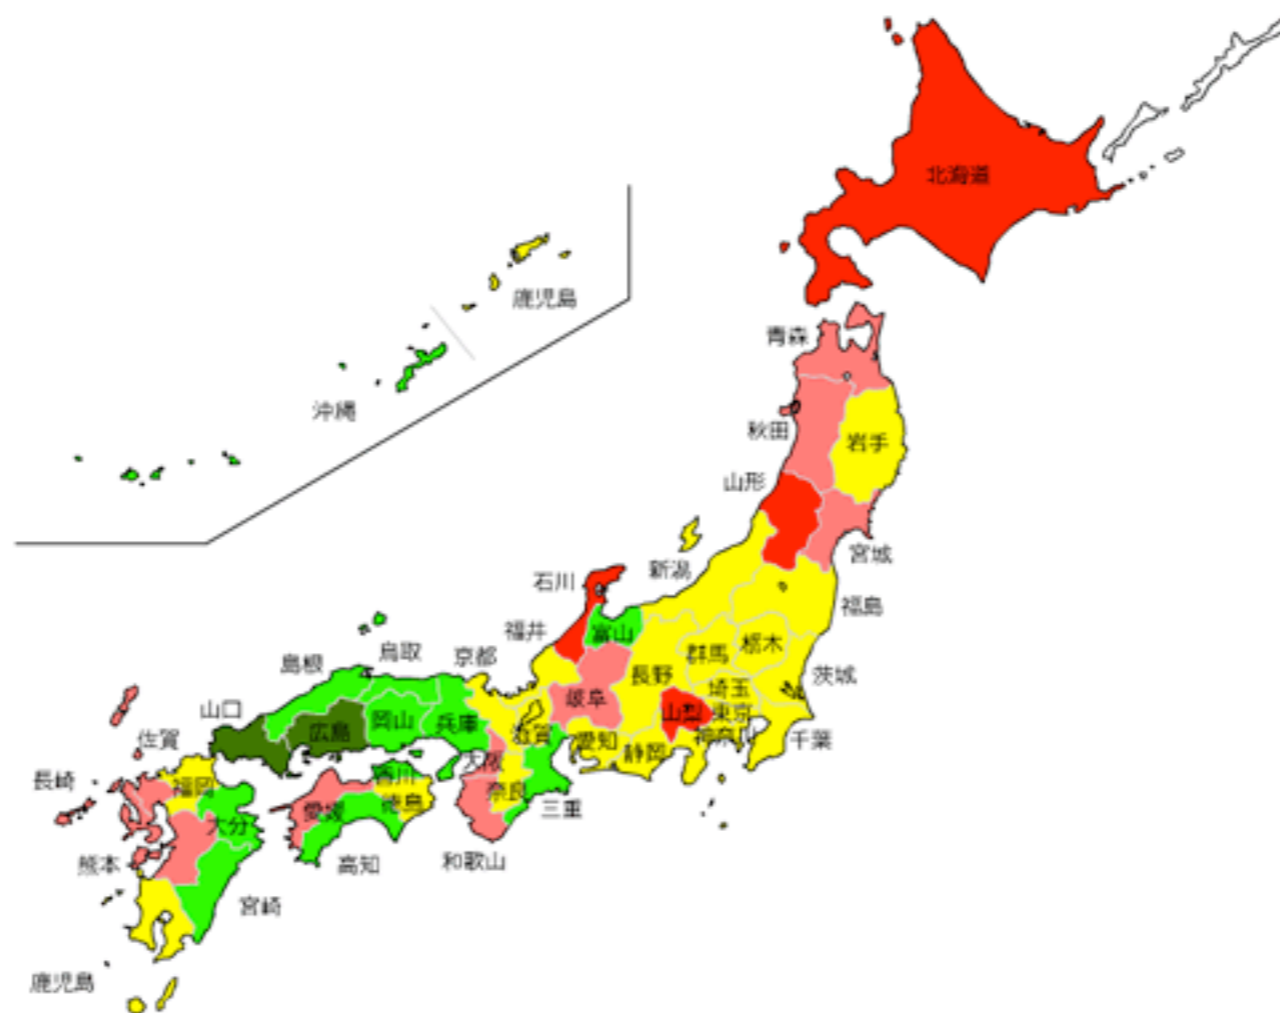 北海道
青森
鹿児島
沖縄
秋田
岩手
山形
宮城
新潟
石川
福島
福井
富山
栃木
群馬
鳥取
京都
島根
長野
茨城
埼玉
岐阜
山口
山梨
東京
広島
岡山
兵庫
滋賀
神奈川
千葉
佐賀
愛知
静岡
大阪
長崎
香川
福岡
奈良
徳島
愛媛
三重
大分
熊本
高知
和歌山
宮崎
鹿児島